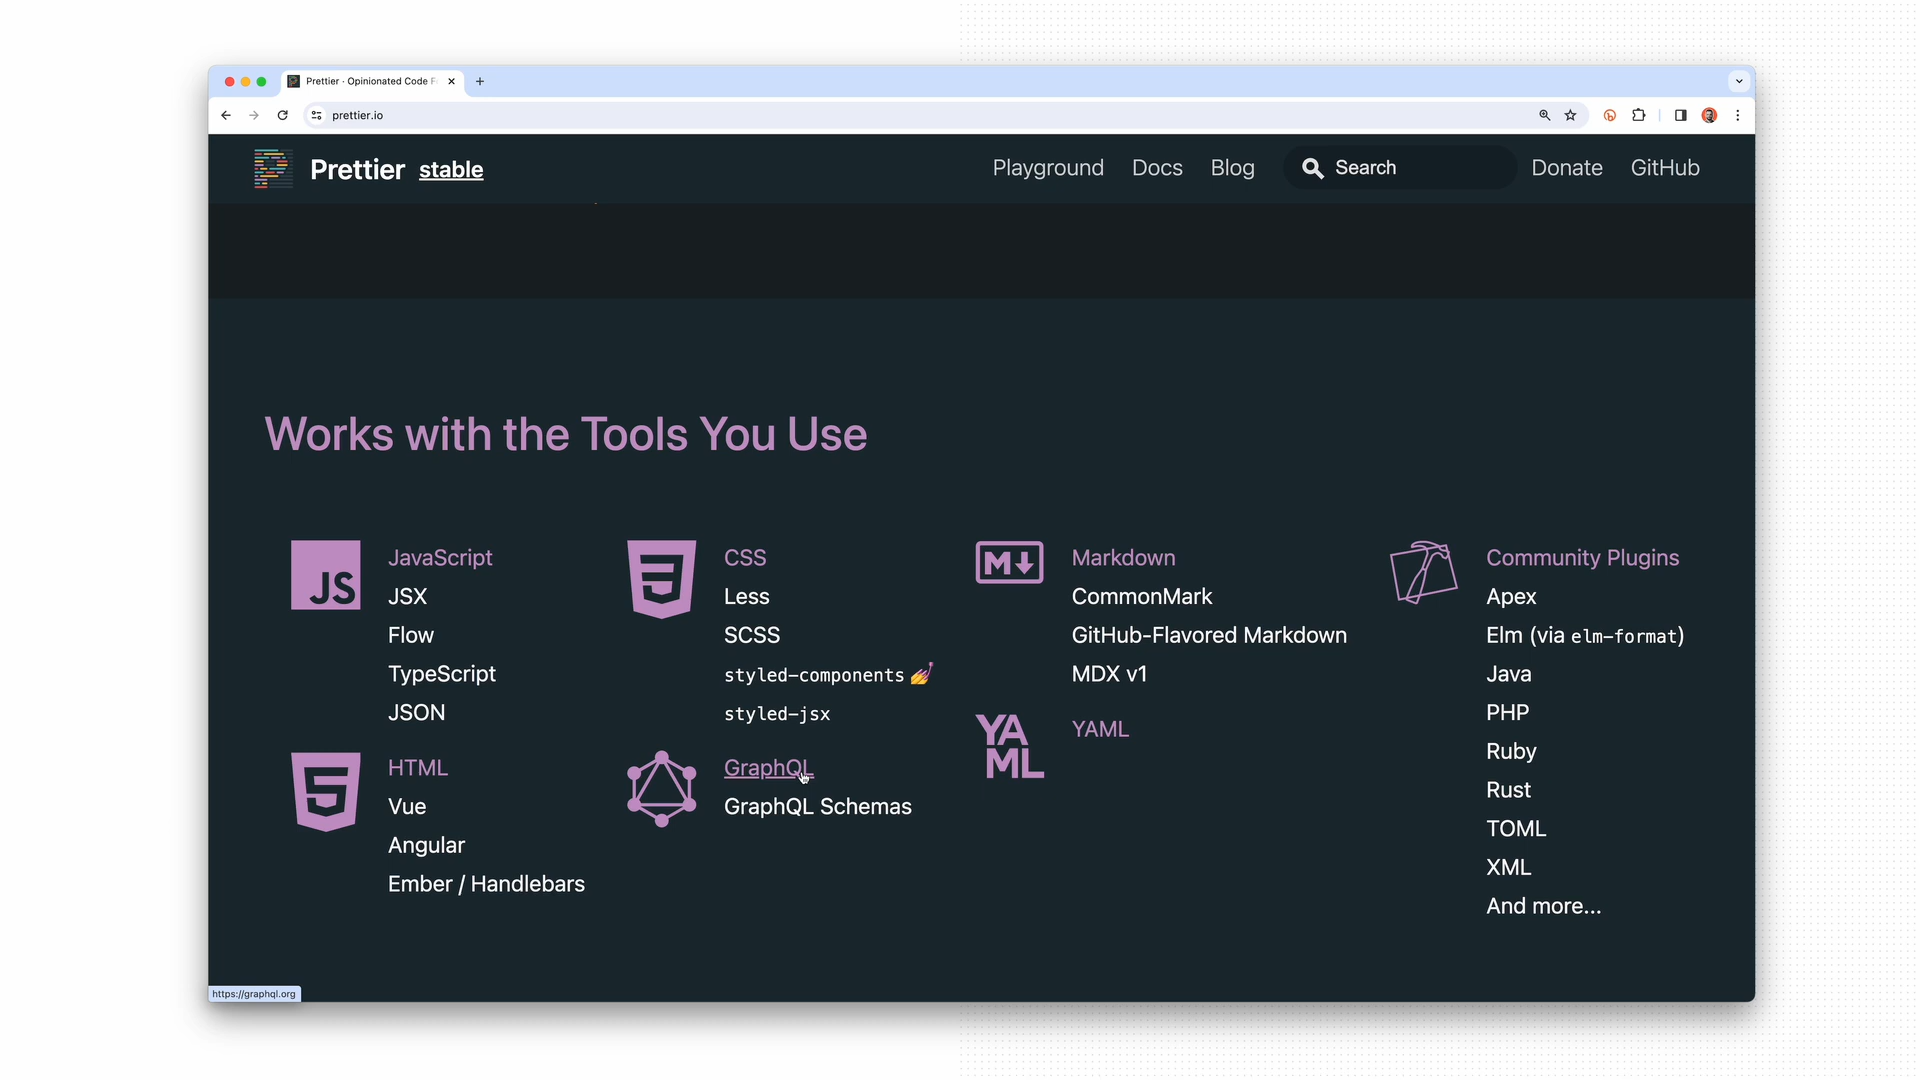 Prettier · Opinionated Code F
prettier.io
Prettier stable
Playground Docs Blog Search Donate GitHub
Works with the Tools You Use
JS
JavaScript
JSX
Flow
TypeScript
JSON
HTML
Vue
Angular
Ember / Handlebars
CSS
Less
SCSS
styled-components 💅
styled-jsx
GraphQL
GraphQL Schemas
M
Markdown
CommonMark
GitHub-Flavored Markdown
MDX v1
YA
ML
YAML
Community Plugins
Apex
Elm (via elm-format)
Java
PHP
Ruby
Rust
TOML
XML
And more...
https://graphql.org